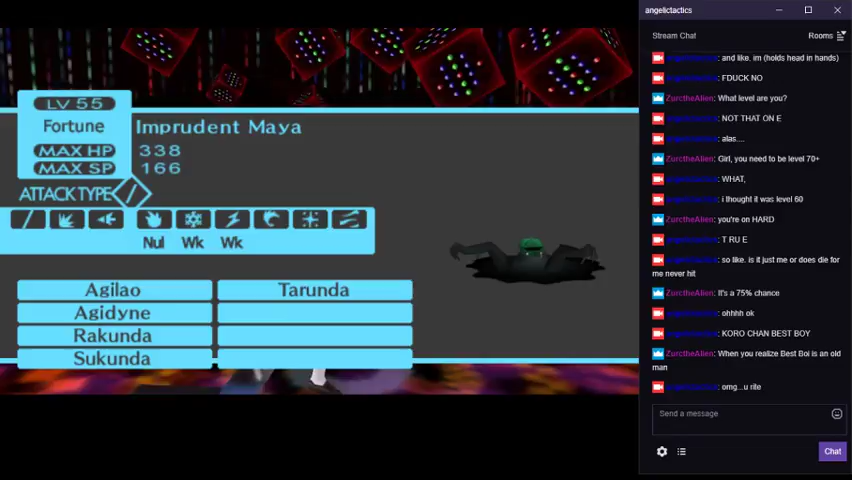 LV 55
Fortune
Imprudent Maya
MAX HP 338
MAX SP 166
ATTACK TYPE
Nul Wk Wk
Agilao Tarunda
Agidyne
Rakunda
Sukunda
angelictactics
Stream Chat Rooms
: and like. im (holds head in hands)
: FDUCK NO
ZurctheAlien: What level are you?
: NOT THAT ON E
: alas....
ZurctheAlien: Girl, you need to be level 70+
: WHAT,
: i thought it was level 60
ZurctheAlien: you're on HARD
: T RU E
: so like. is it just me or does die for
me never hit
ZurctheAlien: It's a 75% chance
: ohhhh ok
: KORO CHAN BEST BOY
ZurctheAlien: When you realize Best Boi is an old
man
: omg...u rite
Send a message
Chat